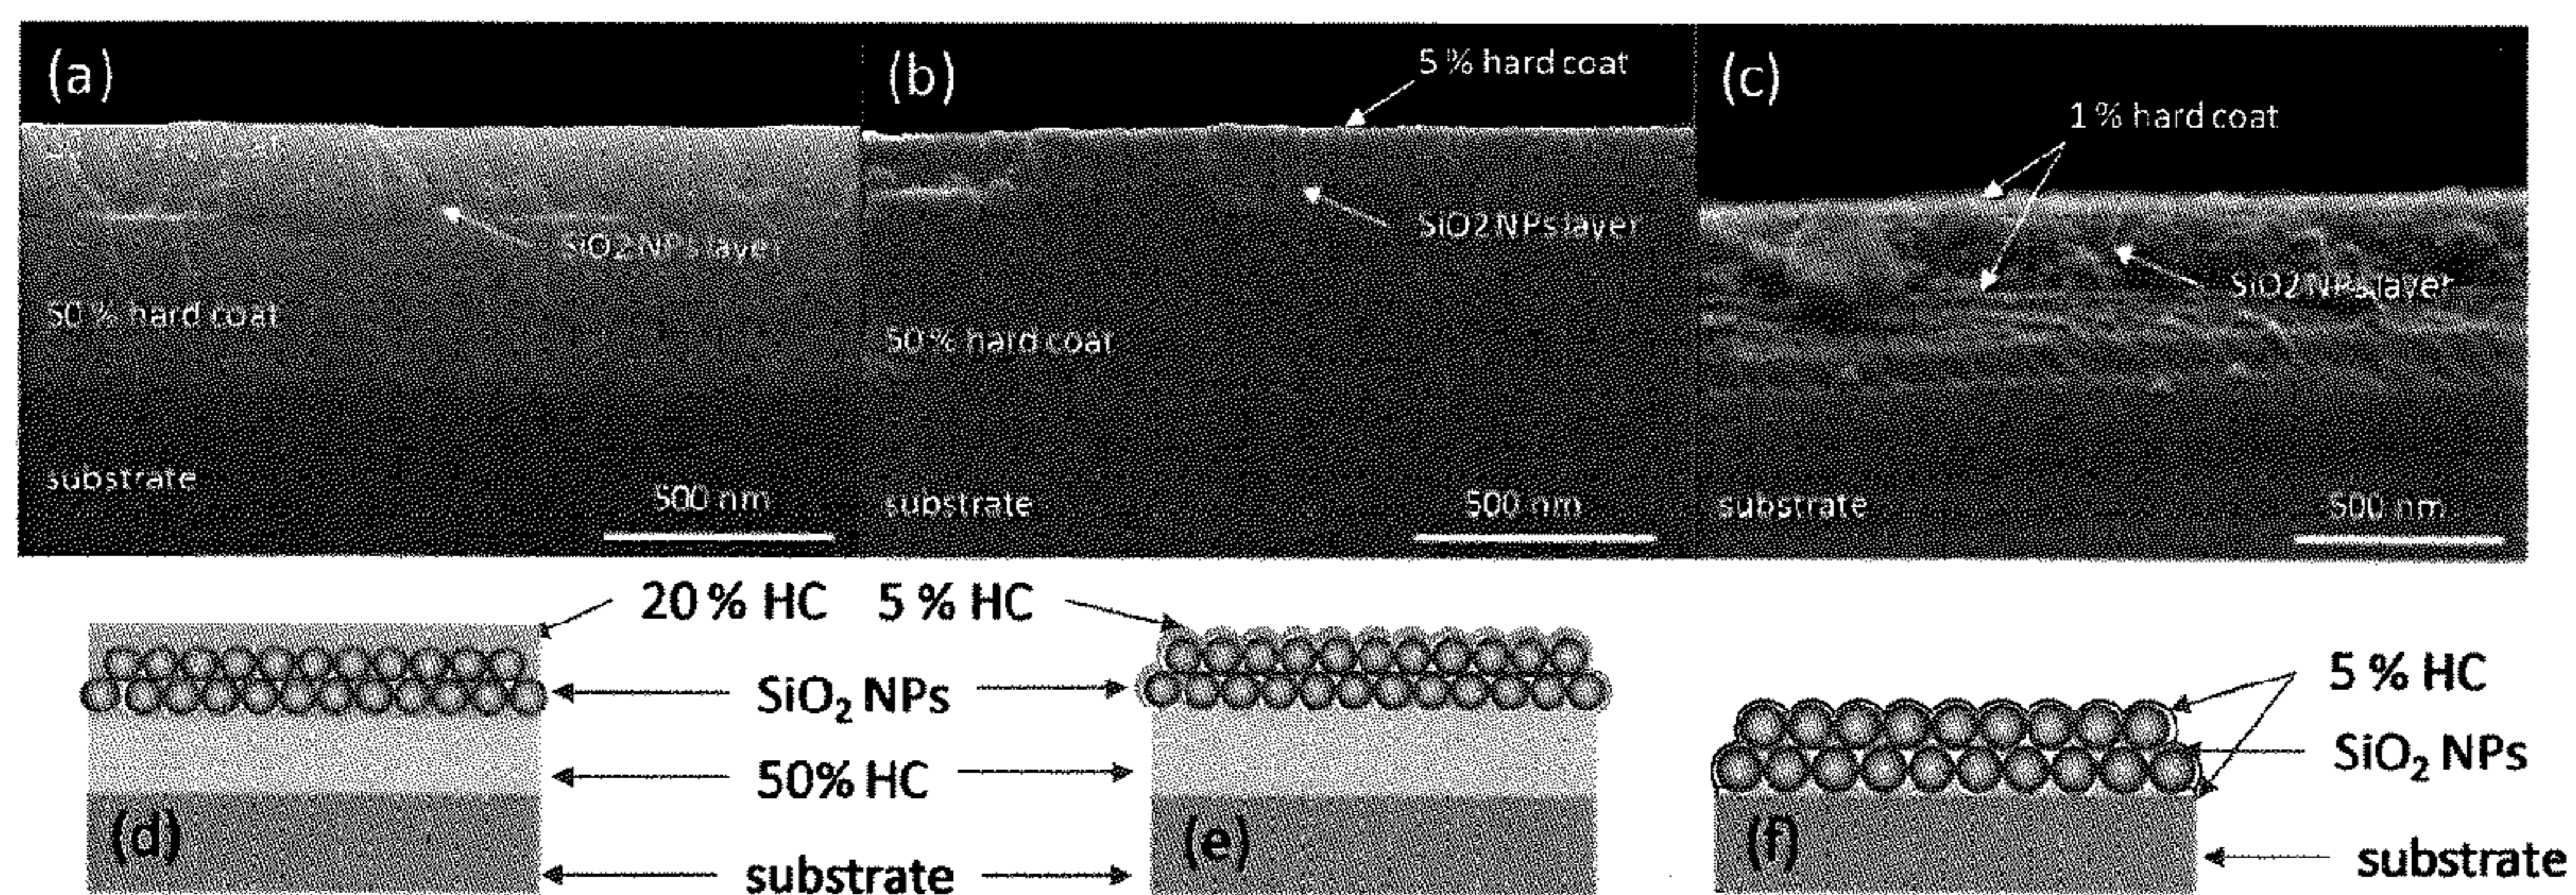 (a)
SiO2 NPs layer
50 % hard coat
substrate
500 nm
(b)
5 % hard coat
SiO2 NPs layer
50 % hard coat
substrate
500 nm
(c)
1 % hard coat
SiO2 NPs layer
substrate
500 nm
20 % HC
5 % HC
SiO₂ NPs
50% HC
substrate
(d)
(e)
5 % HC
SiO₂ NPs
substrate
(f)